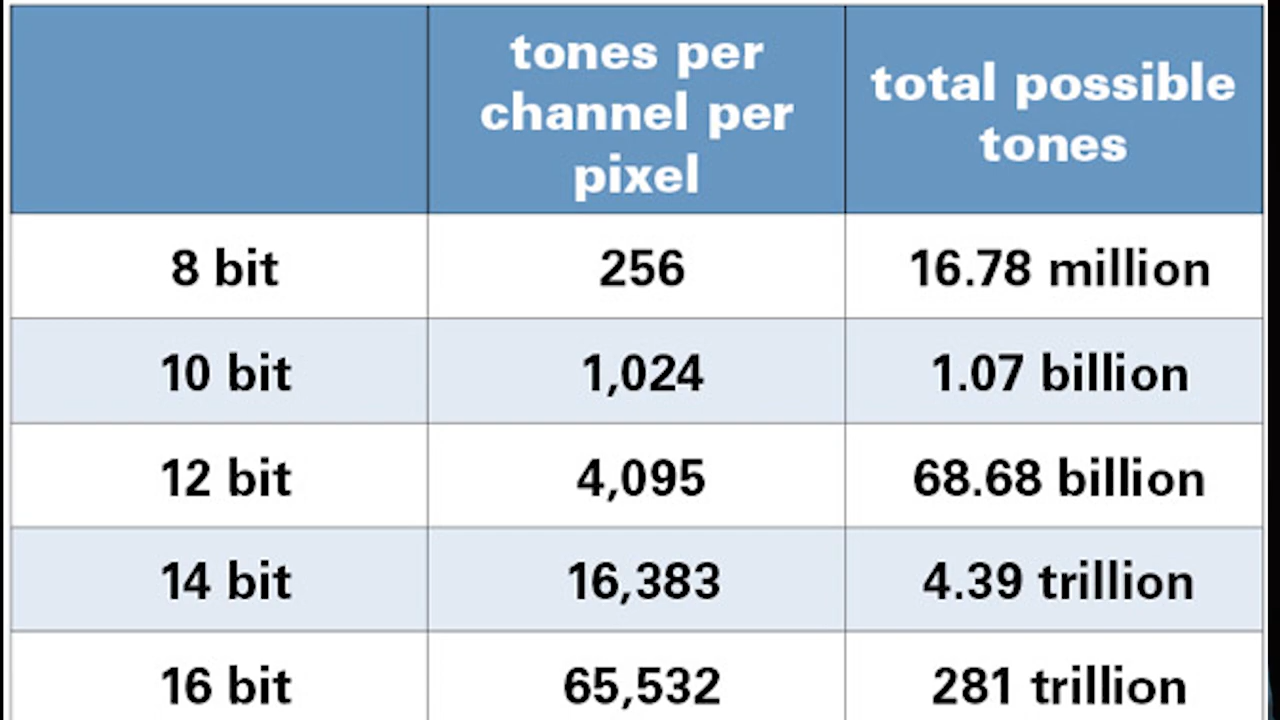 tones per
channel per
pixel
total possible
tones
8 bit 256 16.78 million
10 bit 1,024 1.07 billion
12 bit 4,095 68.68 billion
14 bit 16,383 4.39 trillion
16 bit 65,532 281 trillion